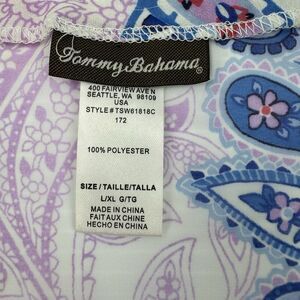 Tommy Bahama®
400 FAIRVIEW AVE N
SEATTLE, WA 98109
USA
STYLE# TSW61818C
172
100% POLYESTER
SIZE/TAILLE/TALLA
L/XL G/TG
MADE IN CHINA
FAIT AUX CHINE
HECHO EN CHINA